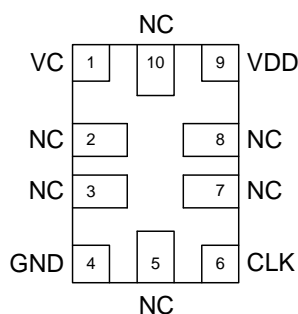 NC
VC 1 10 9 VDD
NC 2 8 NC
NC 3 7 NC
GND 4 5 6 CLK
NC